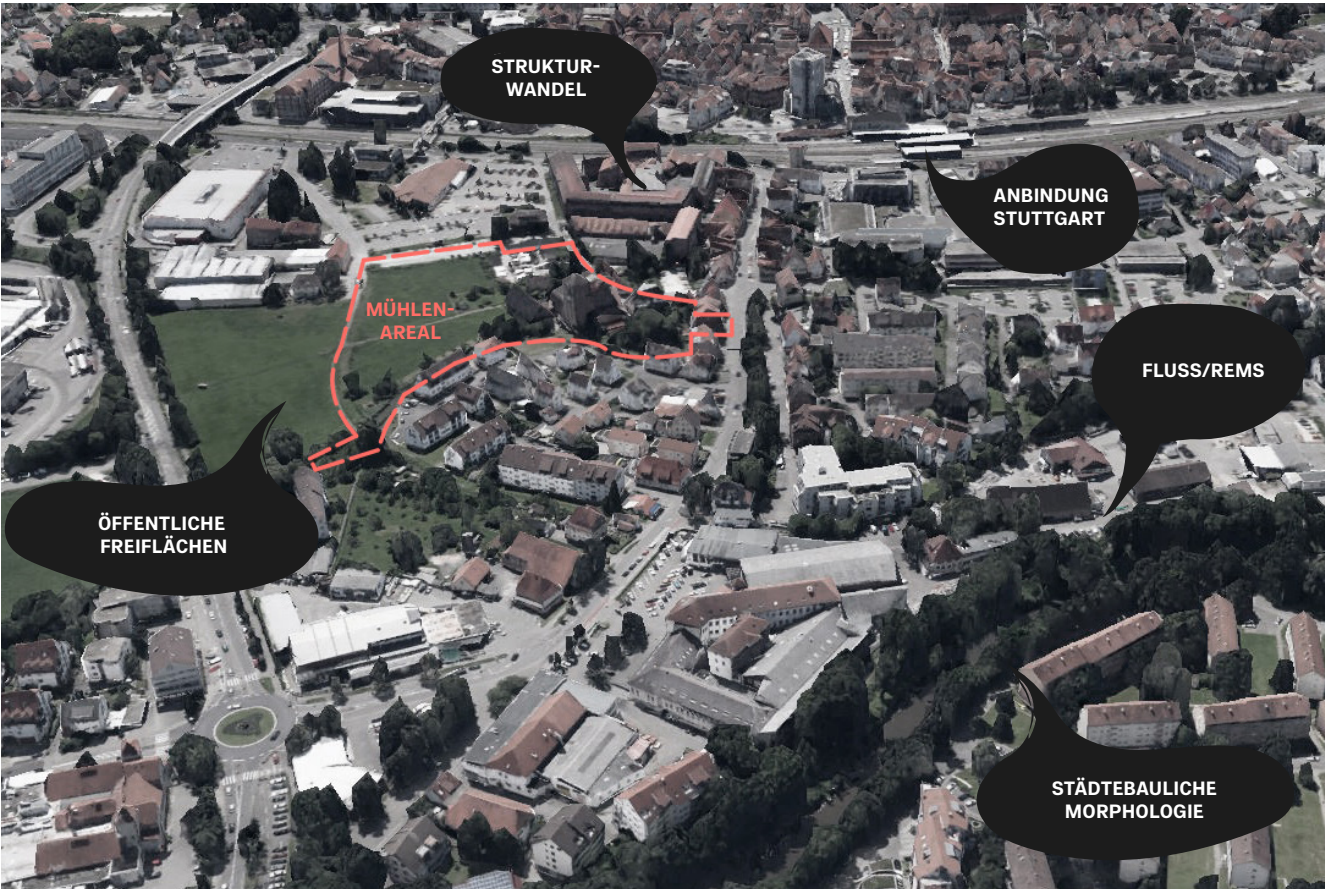 STRUKTUR-
WANDEL
ANBINDUNG
STUTTGART
MÜHLEN-
AREAL
FLUSS/REMS
ÖFFENTLICHE
FREIFLÄCHEN
STÄDTEBAULICHE
MORPHOLOGIE